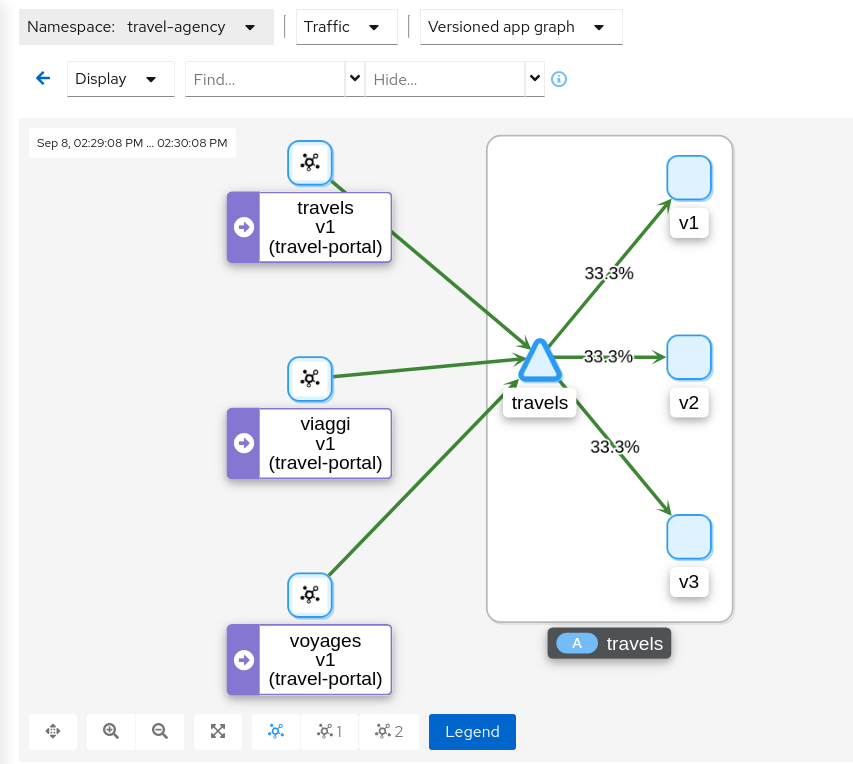 Namespace: travel-agency
Traffic
Versioned app graph
Display
Find...
Hide...
Sep 8, 02:29:08 PM ... 02:30:08 PM
travels
v1
(travel-portal)
v1
33.3%
viaggi
v1
(travel-portal)
travels
33.3%
v2
33.3%
v3
voyages
v1
(travel-portal)
A travels
1
2
Legend